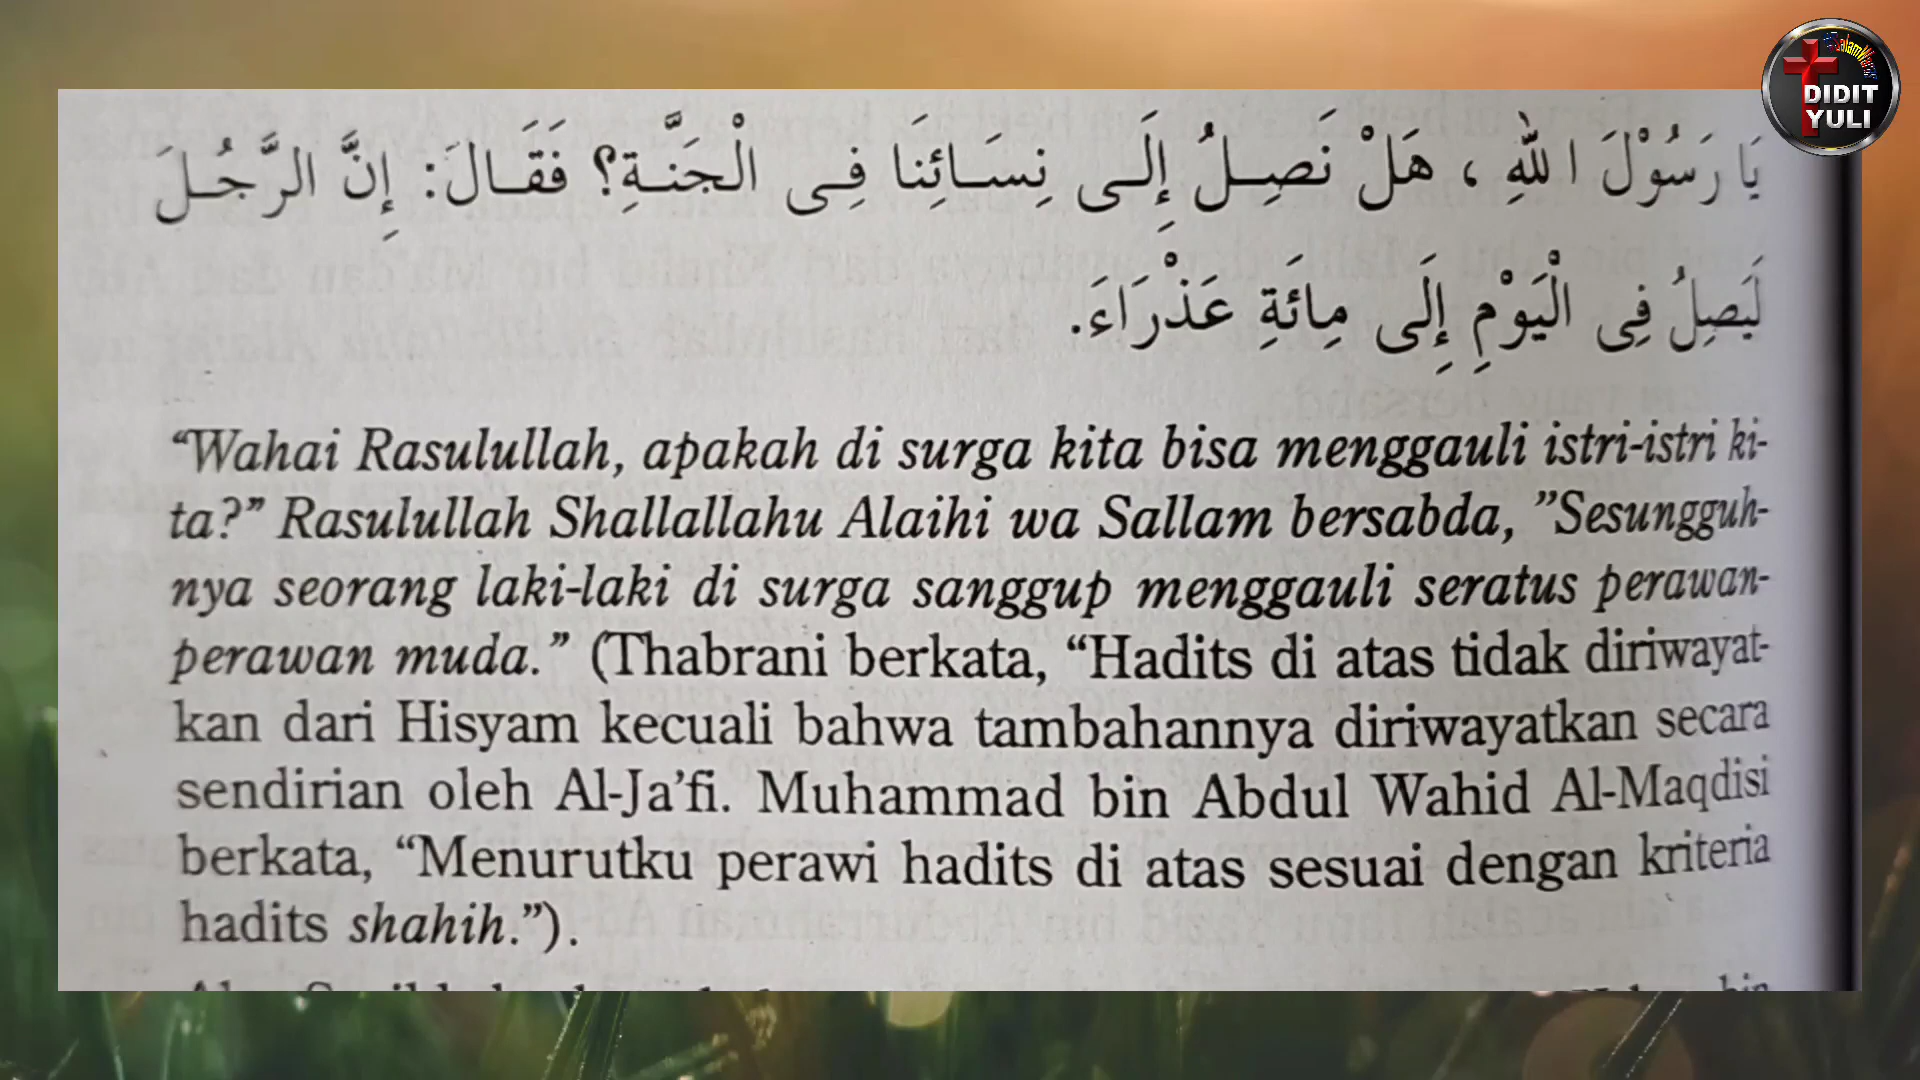 يَا رَسُوْلَ اللهِ ، هَلْ نَصِلُ إِلَى نِسَائِنَا فِى الْجَنَّةِ؟ فَقَالَ: إِنَّ الرَّجُلَ
لَيَصِلُ فِى الْيَوْمِ إِلَى مِائَةِ عَذْرَاءَ.
“Wahai Rasulullah, apakah di surga kita bisa menggauli istri-istri ki-
ta?” Rasulullah Shallallahu Alaihi wa Sallam bersabda, ”Sesungguh-
nya seorang laki-laki di surga sanggup menggauli seratus perawan-
perawan muda.” (Thabrani berkata, “Hadits di atas tidak diriwayat-
kan dari Hisyam kecuali bahwa tambahannya diriwayatkan secara
sendirian oleh Al-Ja’fi. Muhammad bin Abdul Wahid Al-Maqdisi
berkata, “Menurutku perawi hadits di atas sesuai dengan kriteria
hadits shahih.”).
DIDIT
YULI